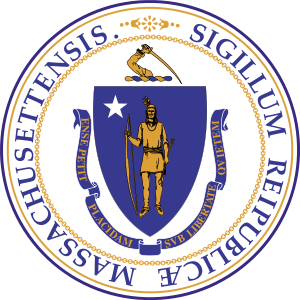 SIGILLUM REIPUBLICÆ MASSACHUSETTENSIS.
ENSE PETIT
PLACIDAM
SVB LIBERTATE
QVIETEM